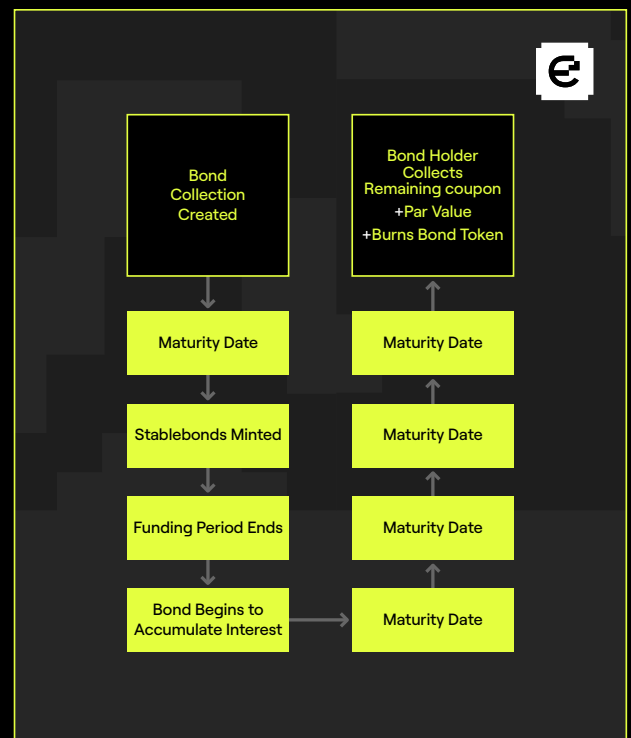 Bond
Collection
Created
Maturity Date
Stablebonds Minted
Funding Period Ends
Bond Begins to
Accumulate Interest
Bond Holder
Collects
Remaining coupon
+Par Value
+Burns Bond Token
Maturity Date
Maturity Date
Maturity Date
Maturity Date